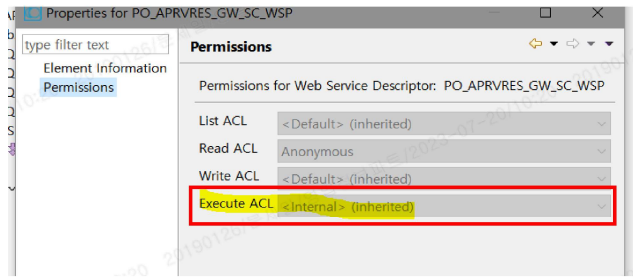 Properties for PO_APRVRES_GW_SC_WSP
type filter text
Element Information
Permissions
Permissions
Permissions for Web Service Descriptor: PO_APRVRES_GW_SC_WSP
List ACL <Default> (inherited)
Read ACL Anonymous
Write ACL <Default> (inherited)
Execute ACL <Internal> (inherited)